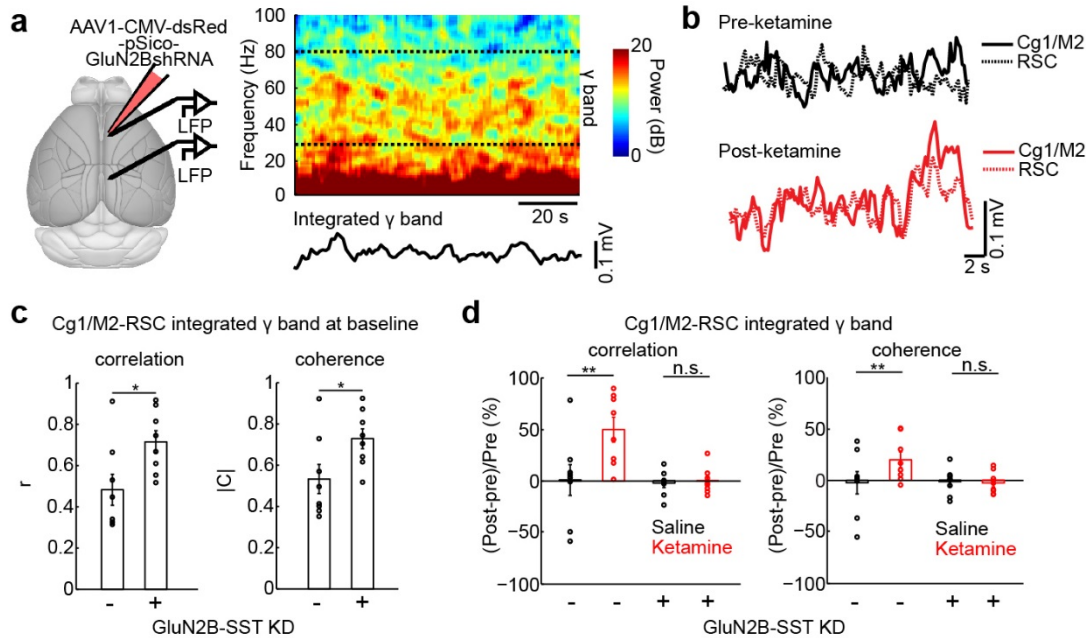 a
AAV1-CMV-dsRed
-pSico-
GluN2BshRNA
LFP
LFP
Frequency (Hz)
100
80
60
40
20
0
20
0
Power (dB)
γ band
20 s
Integrated γ band
0.1 mV
b
Pre-ketamine
Cg1/M2
RSC
Post-ketamine
Cg1/M2
RSC
0.1 mV
2 s
c
Cg1/M2-RSC integrated γ band at baseline
correlation
r
1
0.8
0.6
0.4
0.2
0
*
- +
coherence
|C|
1
0.8
0.6
0.4
0.2
0
*
- +
GluN2B-SST KD
d
Cg1/M2-RSC integrated γ band
correlation
(Post-pre)/Pre (%)
100
50
0
−50
−100
** n.s.
Saline
Ketamine
- - + +
coherence
(Post-pre)/Pre (%)
100
50
0
−50
−100
** n.s.
Saline
Ketamine
- - + +
GluN2B-SST KD